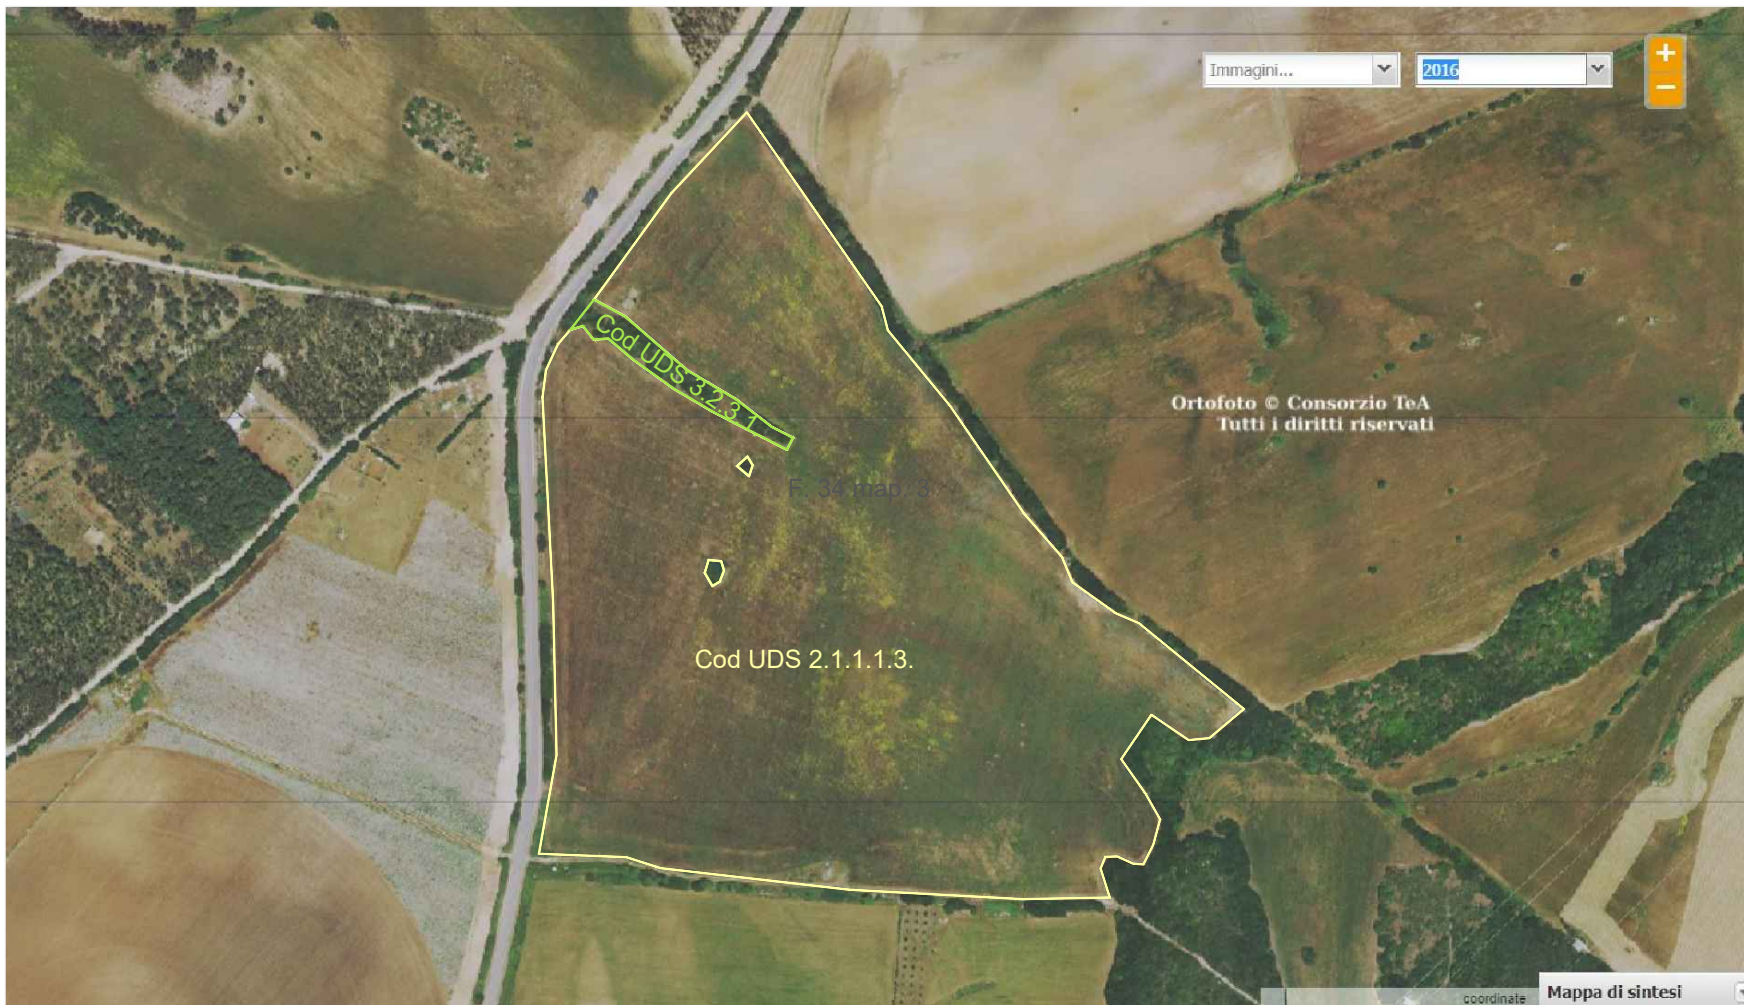 Immagini...
2016
+
−
Cod UDS 3.2.3.1.
Ortofoto © Consorzio TeA
Tutti i diritti riservati
F. 34 map. 3
Cod UDS 2.1.1.1.3.
coordinate
Mappa di sintesi